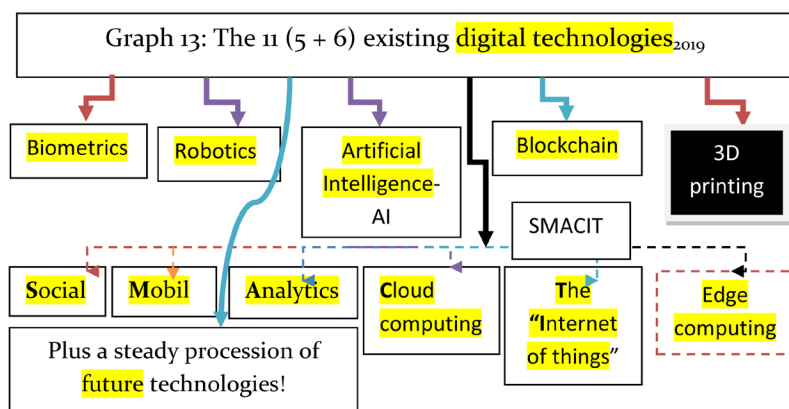 Graph 13: The 11 (5 + 6) existing digital technologies2019
Biometrics
Robotics
Artificial
Intelligence-
AI
Blockchain
3D
printing
SMACIT
Social
Mobil
Analytics
Cloud
computing
The
“Internet
of things”
Edge
computing
Plus a steady procession of
future technologies!